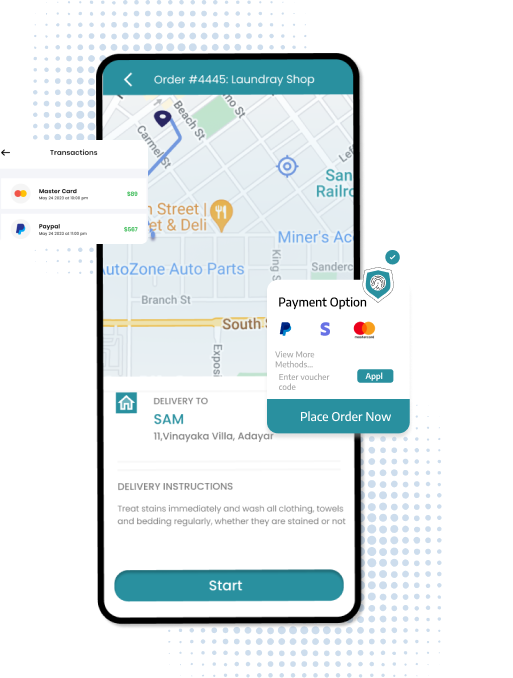 Order #4445: Laundray Shop
no St
Beach St
Carmel St
Transactions
Master Card
May 24 2023 at 10:00 pm
$89
Paypal
May 24 2023 at 11:00 pm
$567
San
Railro
n Street |
et & Deli
Miner's Ac
King S
AutoZone Auto Parts
Sanderc
Branch St
South
Exposi
Payment Option
mastercard
View More
Methods...
Enter voucher
code
Appl
Place Order Now
DELIVERY TO
SAM
11,Vinayaka Villa, Adayar
DELIVERY INSTRUCTIONS
Treat stains immediately and wash all clothing, towels
and bedding regularly, whether they are stained or not
Start